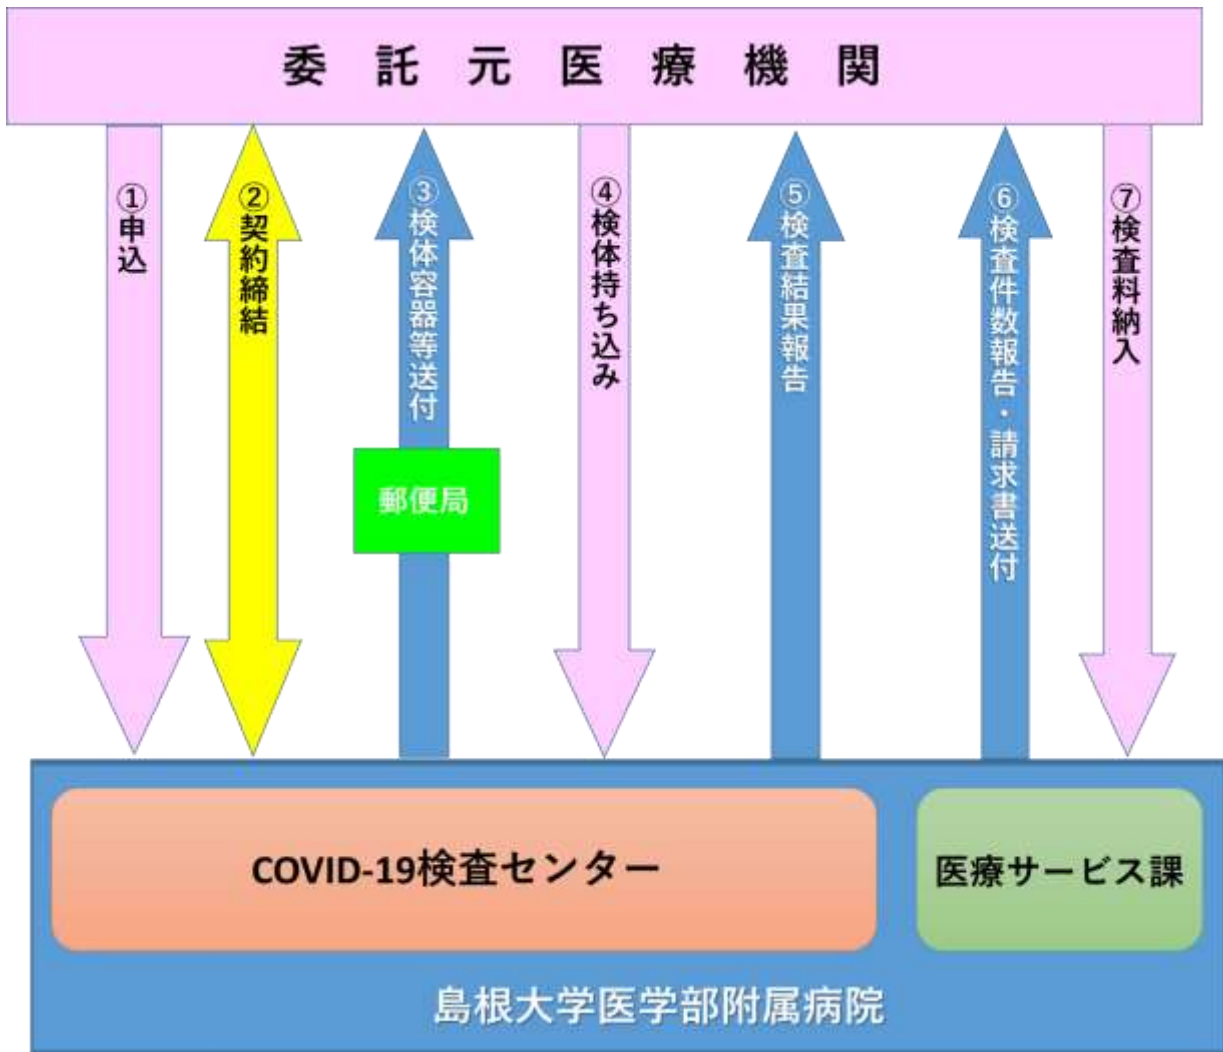 委託元医療機関
①申込
②契約締結
③検体容器等送付
郵便局
④検体持ち込み
⑤検査結果報告
⑥検査件数報告・請求書送付
⑦検査料納入
COVID-19検査センター
医療サービス課
島根大学医学部附属病院